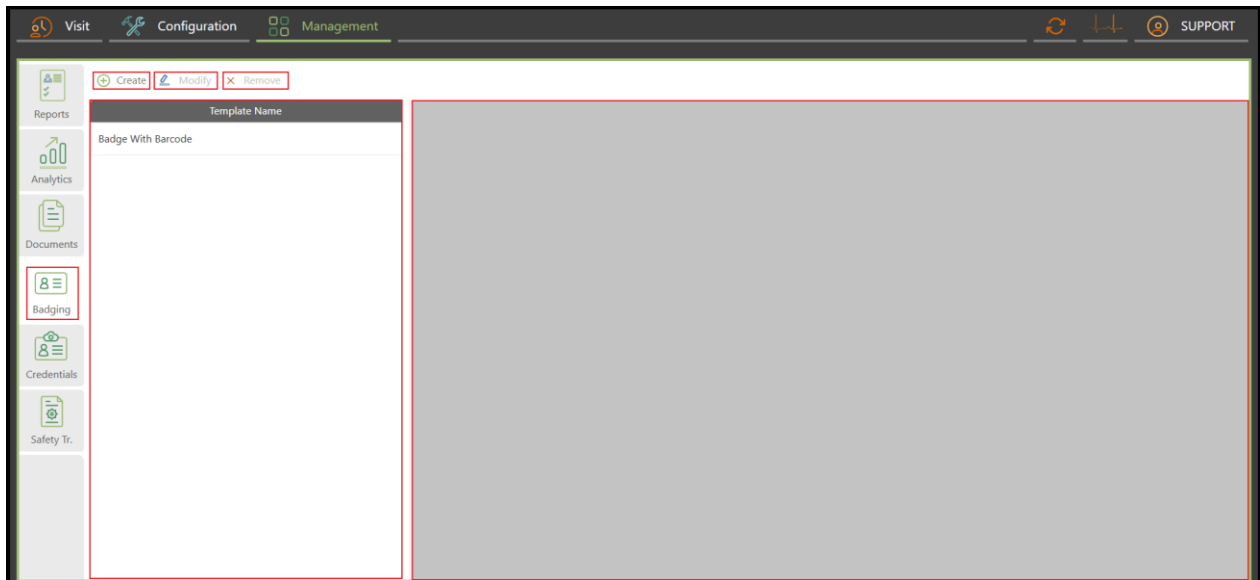 Visit Configuration Management SUPPORT
Create Modify Remove
Reports
Analytics
Documents
Badging
Credentials
Safety Tr.
Template Name
Badge With Barcode